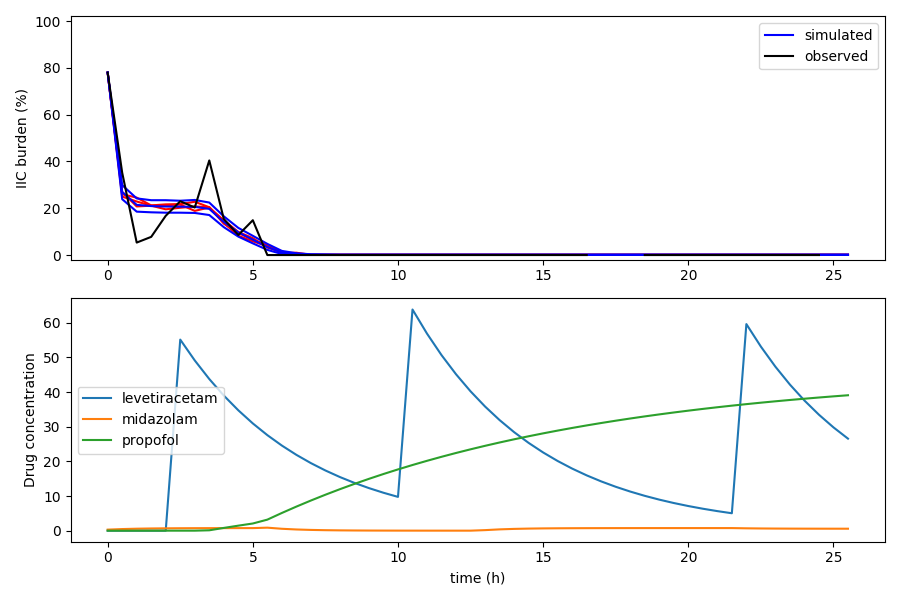 100
80
60
40
20
0
IIC burden (%)
simulated
observed
0 5 10 15 20 25
60
50
40
30
20
10
0
Drug concentration
levetiracetam
midazolam
propofol
0 5 10 15 20 25
time (h)